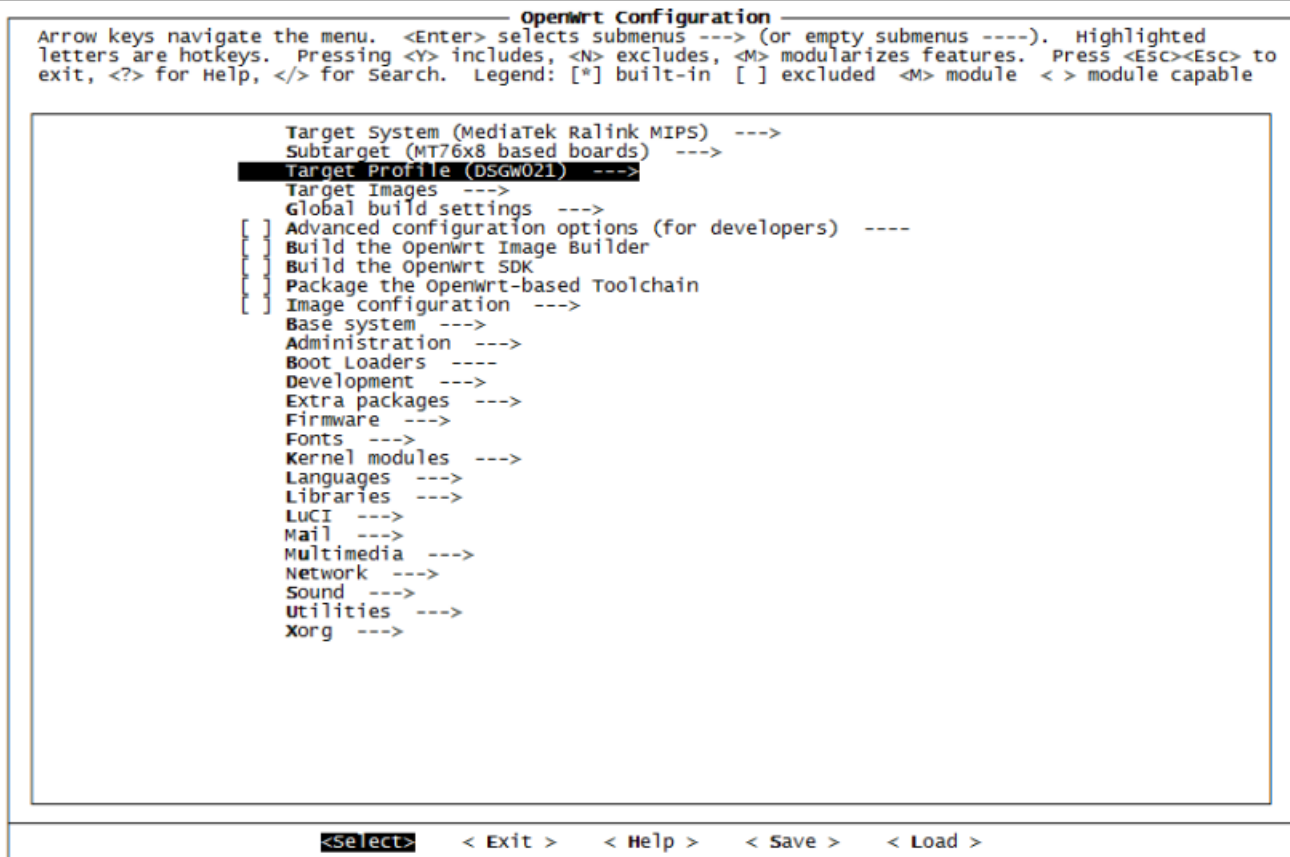 OpenWrt Configuration
Arrow keys navigate the menu.  <Enter> selects submenus ---> (or empty submenus ----).  Highlighted
letters are hotkeys.  Pressing <Y> includes, <N> excludes, <M> modularizes features.  Press <Esc><Esc> to
exit, <?> for Help, </> for Search.  Legend: [*] built-in  [ ] excluded  <M> module  < > module capable
Target System (MediaTek Ralink MIPS)  --->
Subtarget (MT76x8 based boards)  --->
Target Profile (DSGW021)  --->
Target Images  --->
Global build settings  --->
[ ] Advanced configuration options (for developers)  ----
[ ] Build the OpenWrt Image Builder
[ ] Build the OpenWrt SDK
[ ] Package the OpenWrt-based Toolchain
[ ] Image configuration  --->
Base system  --->
Administration  --->
Boot Loaders  ----
Development  --->
Extra packages  --->
Firmware  --->
Fonts  --->
Kernel modules  --->
Languages  --->
Libraries  --->
LuCI  --->
Mail  --->
Multimedia  --->
Network  --->
Sound  --->
Utilities  --->
Xorg  --->
<Select>    < Exit >    < Help >    < Save >    < Load >